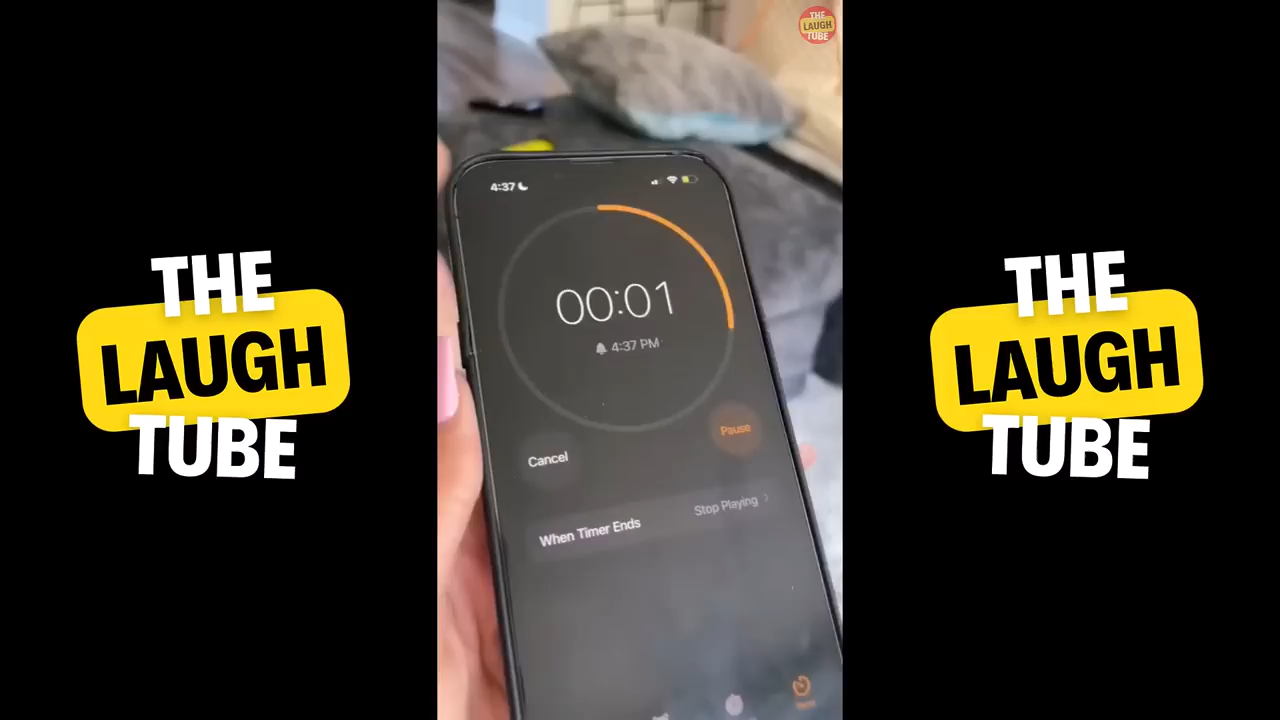 THE
LAUGH
TUBE
THE
LAUGH
TUBE
4:37
00:01
4:37 PM
Cancel
Pause
When Timer Ends
Stop Playing
THE
LAUGH
TUBE